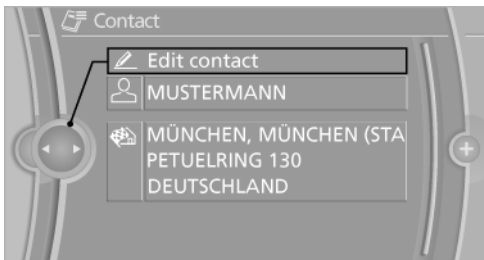 Contact
Edit contact
MUSTERMANN
MÜNCHEN, MÜNCHEN (STA
PETUELRING 130
DEUTSCHLAND